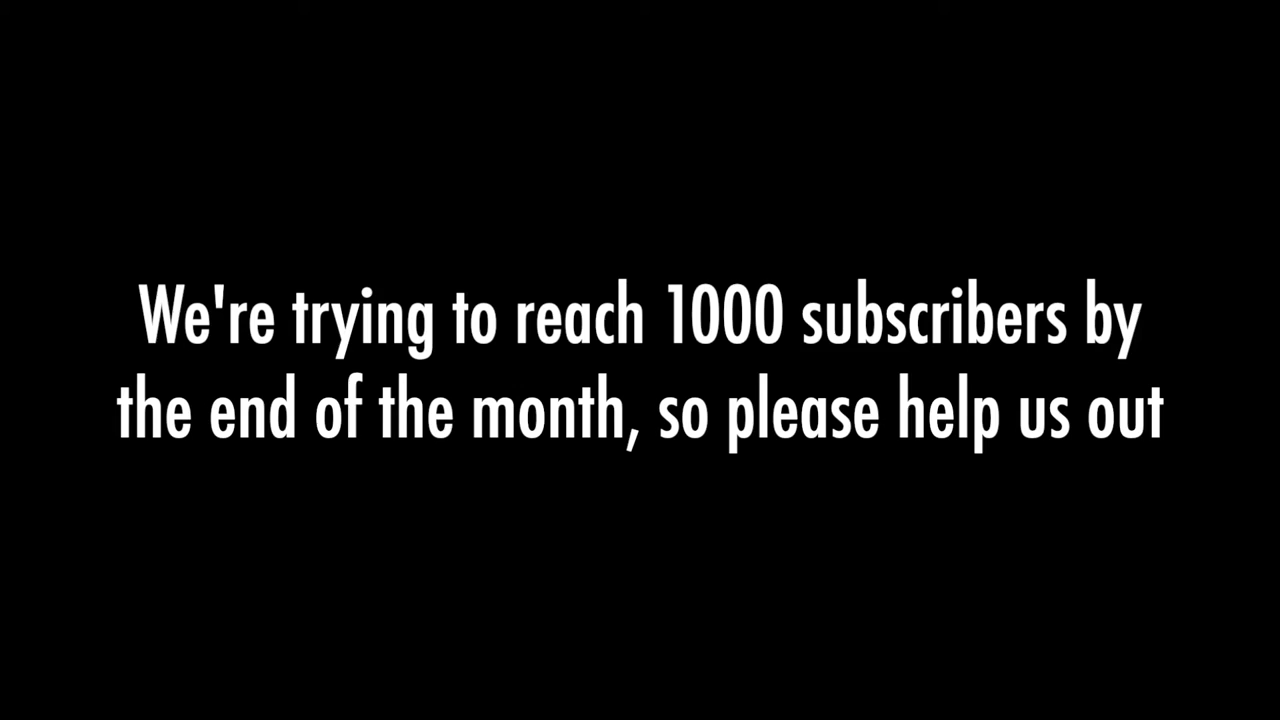 We're trying to reach 1000 subscribers by
the end of the month, so please help us out